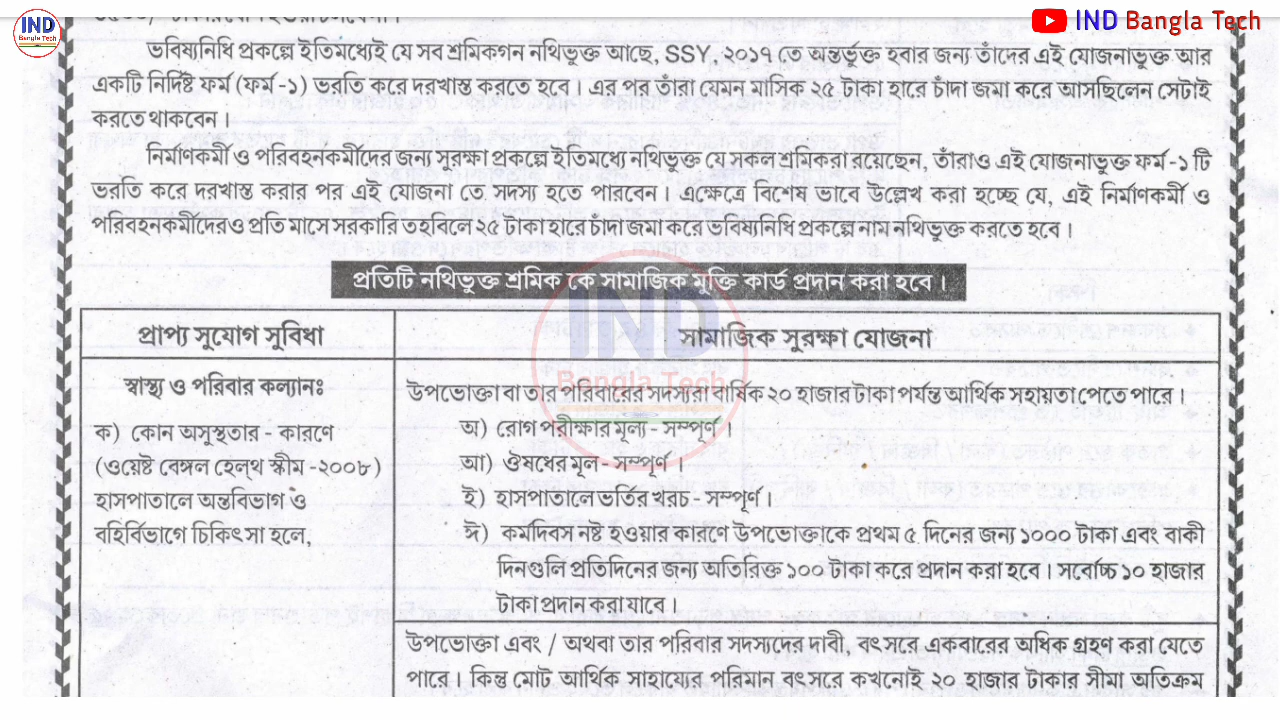 IND Bangla Tech
IND
Bangla Tech
ভবিষ্যনিধি প্রকল্পে ইতিমধ্যেই যে সব শ্রমিকগন নথিভুক্ত আছে, SSY, ২০১৭ তে অন্তর্ভুক্ত হবার জন্য তাঁদের এই যোজনাভুক্ত আর
একটি নির্দিষ্ট ফর্ম (ফর্ম -১) ভরতি করে দরখাস্ত করতে হবে। এর পর তাঁরা যেমন মাসিক ২৫ টাকা হারে চাঁদা জমা করে আসছিলেন সেটাই
করতে থাকবেন।
নির্মাণকর্মী ও পরিবহনকর্মীদের জন্য সুরক্ষা প্রকল্পে ইতিমধ্যে নথিভুক্ত যে সকল শ্রমিকরা রয়েছেন, তাঁরাও এই যোজনাভুক্ত ফর্ম -১ টি
ভরতি করে দরখাস্ত করার পর এই যোজনা তে সদস্য হতে পারবেন। এক্ষেত্রে বিশেষ ভাবে উল্লেখ করা হচ্ছে যে, এই নির্মাণকর্মী ও
পরিবহনকর্মীদেরও প্রতি মাসে সরকারি তহবিলে ২৫ টাকা হারে চাঁদা জমা করে ভবিষ্যনিধি প্রকল্পে নাম নথিভুক্ত করতে হবে।
প্রতিটি নথিভুক্ত শ্রমিক কে সামাজিক মুক্তি কার্ড প্রদান করা হবে।
IND
Bangla Tech
প্রাপ্য সুযোগ সুবিধা
সামাজিক সুরক্ষা যোজনা
স্বাস্থ্য ও পরিবার কল্যানঃ
ক) কোন অসুস্থতার - কারণে
(ওয়েষ্ট বেঙ্গল হেল্থ স্কীম -২০০৮)
হাসপাতালে অন্তবিভাগ ও
বহির্বিভাগে চিকিৎসা হলে,
উপভোক্তা বা তার পরিবারের সদস্যরা বার্ষিক ২০ হাজার টাকা পর্যন্ত আর্থিক সহায়তা পেতে পারে।
অ) রোগ পরীক্ষার মূল্য - সম্পূর্ণ।
আ) ঔষধের মূল - সম্পূর্ণ।
ই) হাসপাতালে ভর্তির খরচ - সম্পূর্ণ।
ঈ) কর্মদিবস নষ্ট হওয়ার কারণে উপভোক্তাকে প্রথম ৫ দিনের জন্য ১০০০ টাকা এবং বাকী
দিনগুলি প্রতিদিনের জন্য অতিরিক্ত ১০০ টাকা করে প্রদান করা হবে। সর্বোচ্চ ১০ হাজার
টাকা প্রদান করা যাবে।
উপভোক্তা এবং / অথবা তার পরিবার সদস্যদের দাবী, বৎসরে একবারের অধিক গ্রহণ করা যেতে
পারে। কিন্তু মোট আর্থিক সাহায্যের পরিমান বৎসরে কখনোই ২০ হাজার টাকার সীমা অতিক্রম